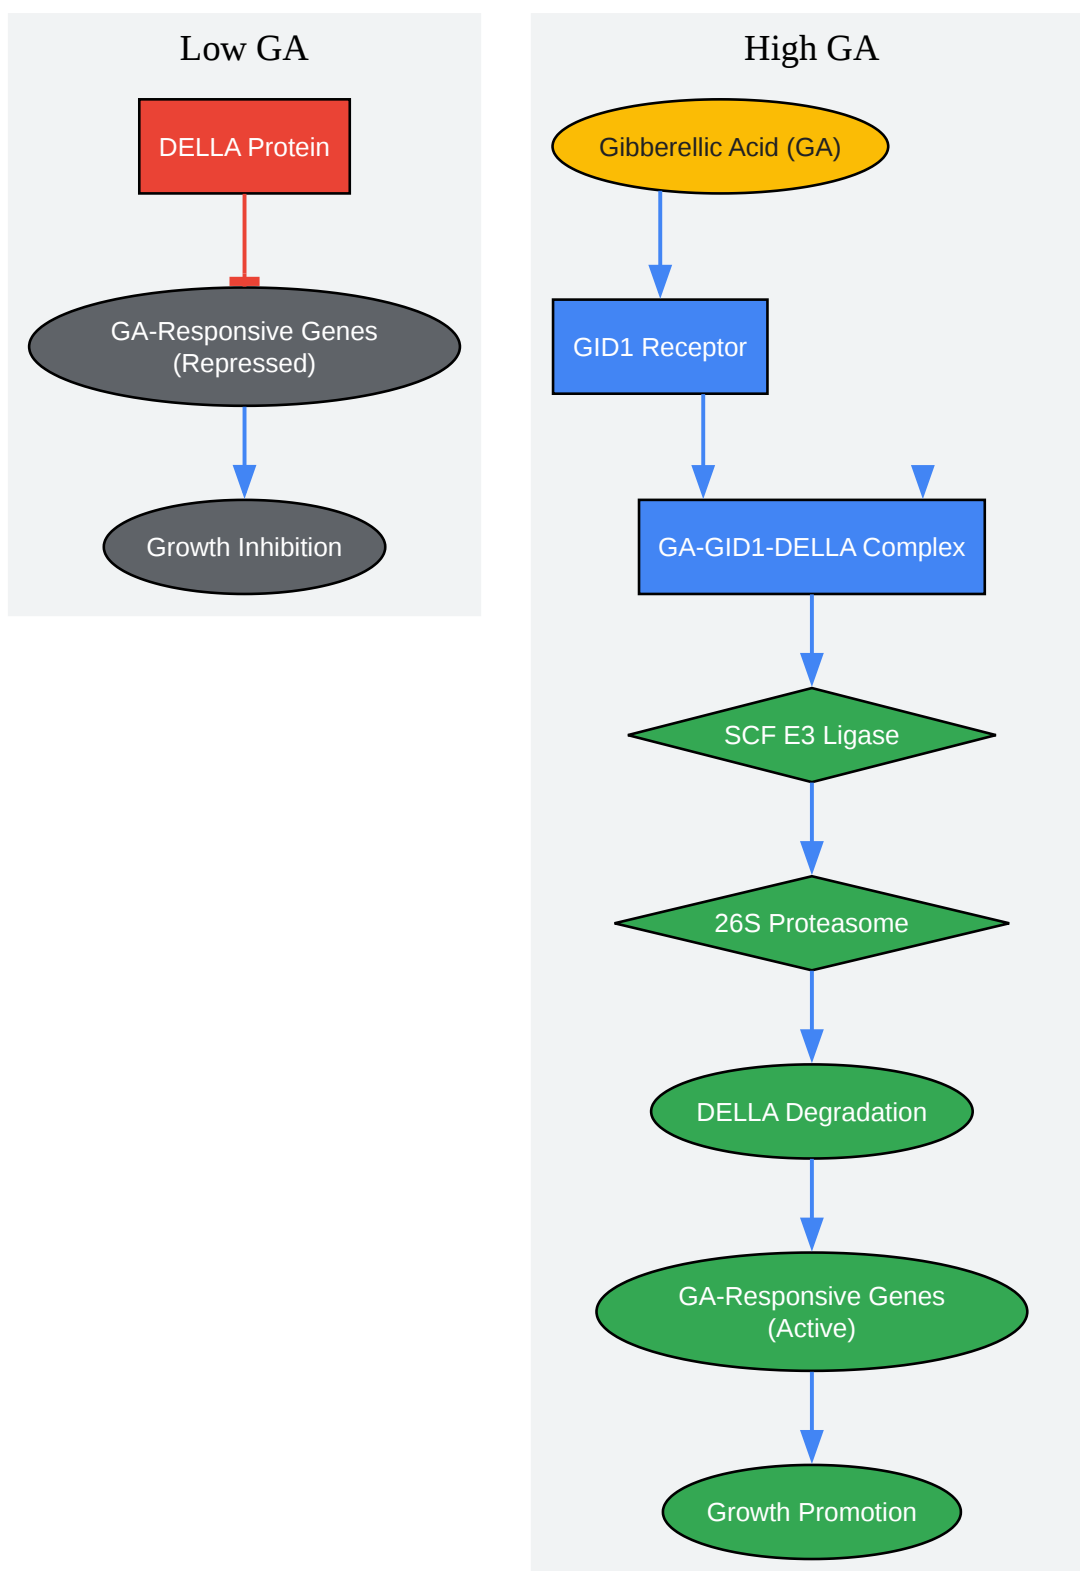 Low GA
DELLA Protein
GA-Responsive Genes
(Repressed)
Growth Inhibition
High GA
Gibberellic Acid (GA)
GID1 Receptor
GA-GID1-DELLA Complex
SCF E3 Ligase
26S Proteasome
DELLA Degradation
GA-Responsive Genes
(Active)
Growth Promotion